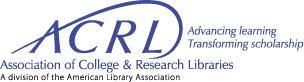 ACRL
Advancing learning
Transforming scholarship
Association of College & Research Libraries
A division of the American Library Association